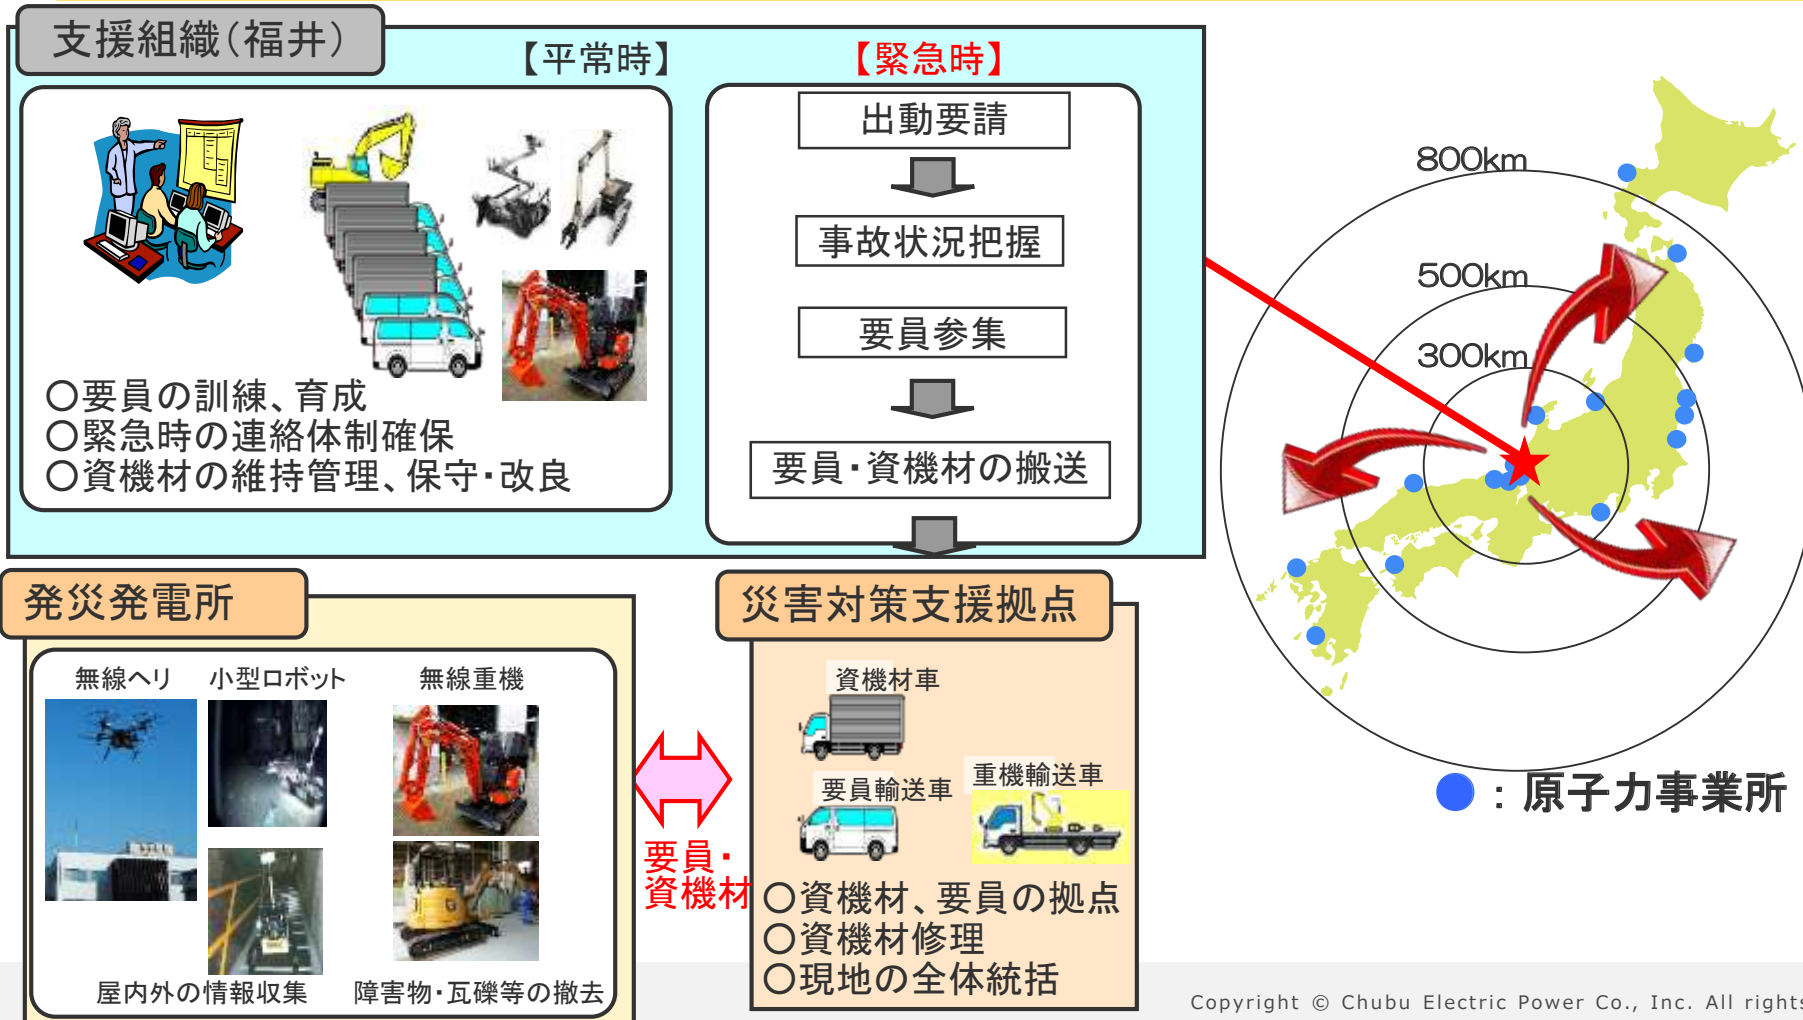 支援組織(福井)
【平常時】
【緊急時】
出動要請
事故状況把握
要員参集
要員・資機材の搬送
○要員の訓練、育成
○緊急時の連絡体制確保
○資機材の維持管理、保守・改良
800km
500km
300km
●：原子力事業所
発災発電所
無線ヘリ
小型ロボット
無線重機
屋内外の情報収集
障害物・瓦礫等の撤去
要員・
資機材
災害対策支援拠点
資機材車
要員輸送車
重機輸送車
○資機材、要員の拠点
○資機材修理
○現地の全体統括
Copyright © Chubu Electric Power Co., Inc. All rights